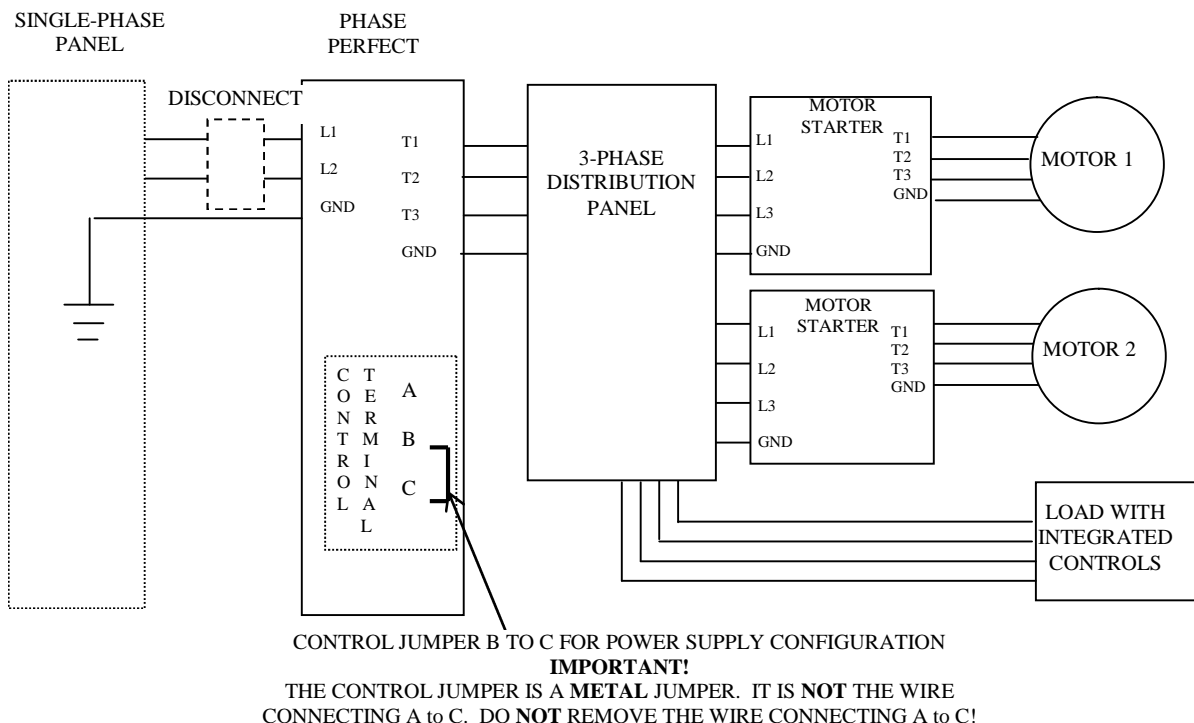 SINGLE-PHASE
PANEL
PHASE
PERFECT
DISCONNECT
L1
L2
GND
T1
T2
T3
GND
3-PHASE
DISTRIBUTION
PANEL
MOTOR
STARTER
L1
L2
L3
GND
T1
T2
T3
GND
MOTOR 1
MOTOR
STARTER
L1
L2
L3
GND
T1
T2
T3
GND
MOTOR 2
CONTROL
TERMINAL
A
B
C
LOAD WITH
INTEGRATED
CONTROLS
CONTROL JUMPER B TO C FOR POWER SUPPLY CONFIGURATION
IMPORTANT!
THE CONTROL JUMPER IS A METAL JUMPER. IT IS NOT THE WIRE
CONNECTING A to C. DO NOT REMOVE THE WIRE CONNECTING A to C!